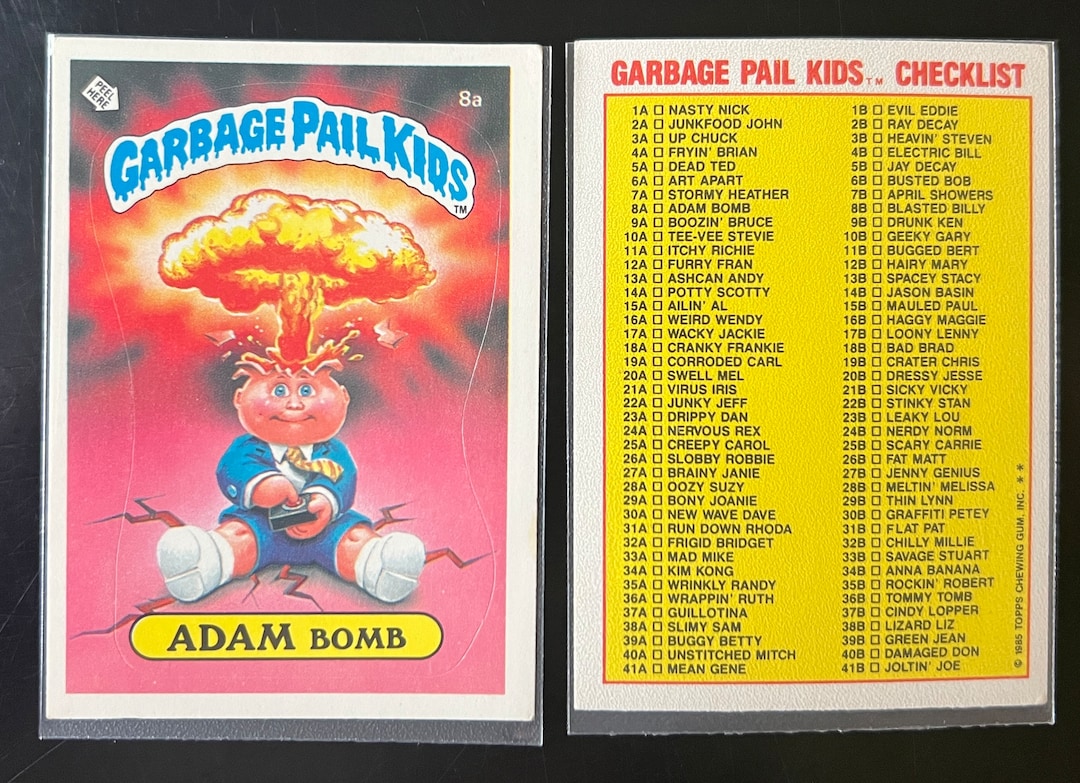 PEEL
HERE
8a
GARBAGE PAIL KIDS
TM
ADAM BOMB
GARBAGE PAIL KIDS TM CHECKLIST
1A □ NASTY NICK
2A □ JUNKFOOD JOHN
3A □ UP CHUCK
4A □ FRYIN' BRIAN
5A □ DEAD TED
6A □ ART APART
7A □ STORMY HEATHER
8A □ ADAM BOMB
9A □ BOOZIN' BRUCE
10A □ TEE-VEE STEVIE
11A □ ITCHY RICHIE
12A □ FURRY FRAN
13A □ ASHCAN ANDY
14A □ POTTY SCOTTY
15A □ AILIN' AL
16A □ WEIRD WENDY
17A □ WACKY JACKIE
18A □ CRANKY FRANKIE
19A □ CORRODED CARL
20A □ SWELL MEL
21A □ VIRUS IRIS
22A □ JUNKY JEFF
23A □ DRIPPY DAN
24A □ NERVOUS REX
25A □ CREEPY CAROL
26A □ SLOBBY ROBBIE
27A □ BRAINY JANIE
28A □ OOZY SUZY
29A □ BONY JOANIE
30A □ NEW WAVE DAVE
31A □ RUN DOWN RHODA
32A □ FRIGID BRIDGET
33A □ MAD MIKE
34A □ KIM KONG
35A □ WRINKLY RANDY
36A □ WRAPPIN' RUTH
37A □ GUILLOTINA
38A □ SLIMY SAM
39A □ BUGGY BETTY
40A □ UNSTITCHED MITCH
41A □ MEAN GENE
1B □ EVIL EDDIE
2B □ RAY DECAY
3B □ HEAVIN' STEVEN
4B □ ELECTRIC BILL
5B □ JAY DECAY
6B □ BUSTED BOB
7B □ APRIL SHOWERS
8B □ BLASTED BILLY
9B □ DRUNK KEN
10B □ GEEKY GARY
11B □ BUGGED BERT
12B □ HAIRY MARY
13B □ SPACEY STACY
14B □ JASON BASIN
15B □ MAULED PAUL
16B □ HAGGY MAGGIE
17B □ LOONY LENNY
18B □ BAD BRAD
19B □ CRATER CHRIS
20B □ DRESSY JESSE
21B □ SICKY VICKY
22B □ STINKY STAN
23B □ LEAKY LOU
24B □ NERDY NORM
25B □ SCARY CARRIE
26B □ FAT MATT
27B □ JENNY GENIUS
28B □ MELTIN' MELISSA
29B □ THIN LYNN
30B □ GRAFFITI PETEY
31B □ FLAT PAT
32B □ CHILLY MILLIE
33B □ SAVAGE STUART
34B □ ANNA BANANA
35B □ ROCKIN' ROBERT
36B □ TOMMY TOMB
37B □ CINDY LOPPER
38B □ LIZARD LIZ
39B □ GREEN JEAN
40B □ DAMAGED DON
41B □ JOLTIN' JOE
© 1985 TOPPS CHEWING GUM, INC. * *